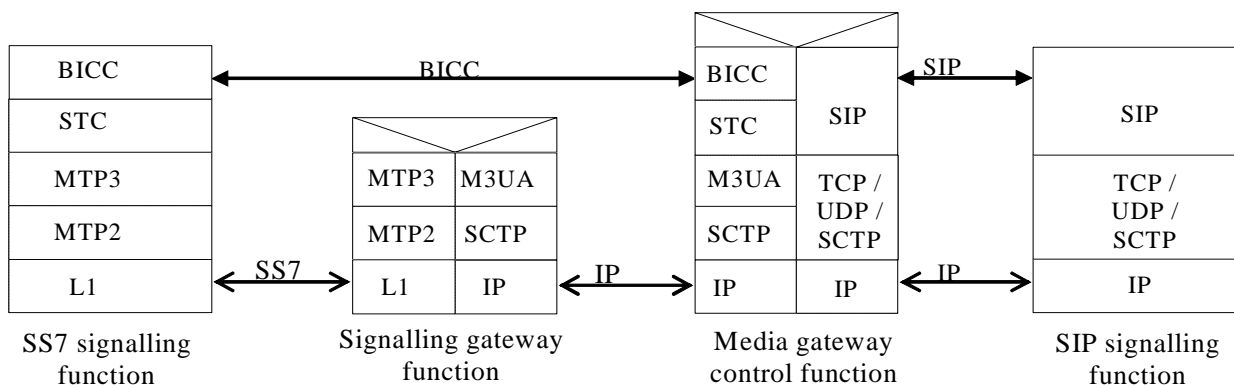 BICC
STC
MTP3
MTP2
L1
SS7 signalling
function
BICC
SS7
MTP3 M3UA
MTP2 SCTP
L1 IP
Signalling gateway
function
IP
BICC
STC
M3UA
SCTP
IP
SIP
TCP /
UDP /
SCTP
IP
Media gateway
control function
SIP
IP
SIP
TCP /
UDP /
SCTP
IP
SIP signalling
function